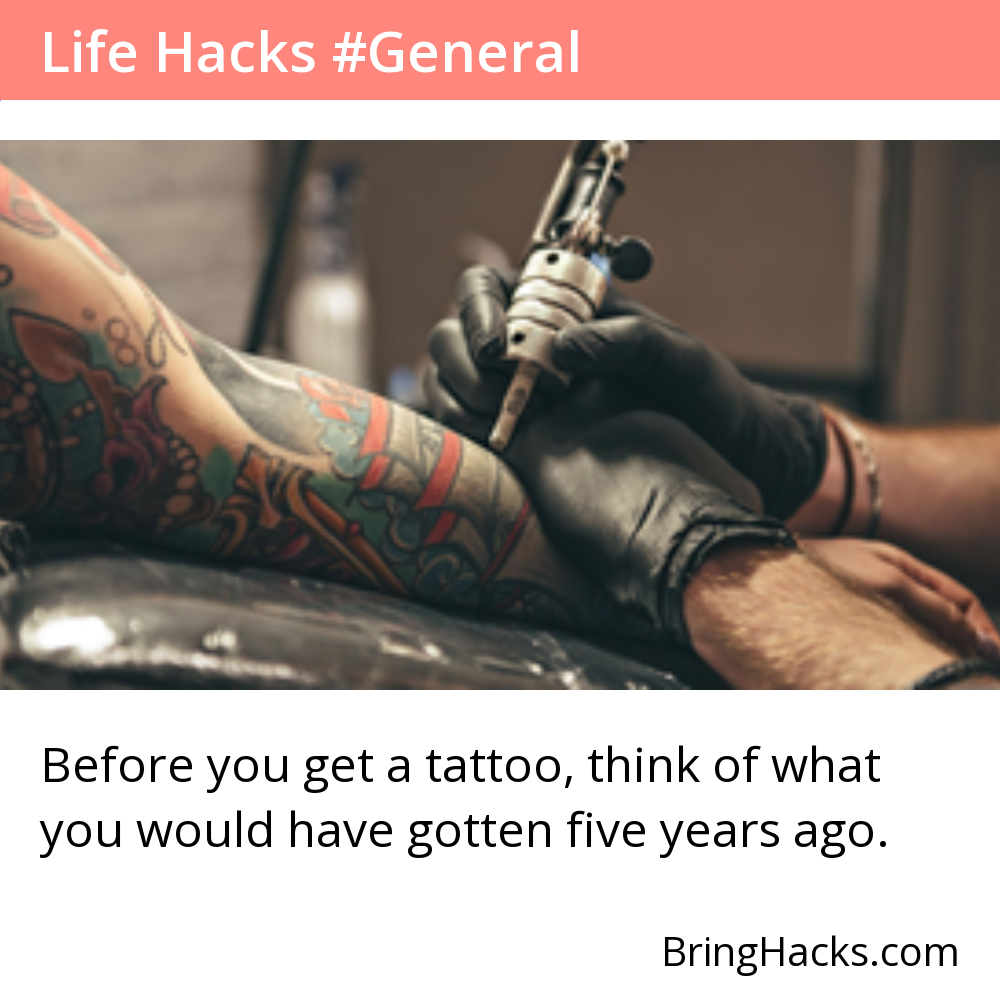 Life Hacks #General
Before you get a tattoo, think of what
you would have gotten five years ago.
BringHacks.com